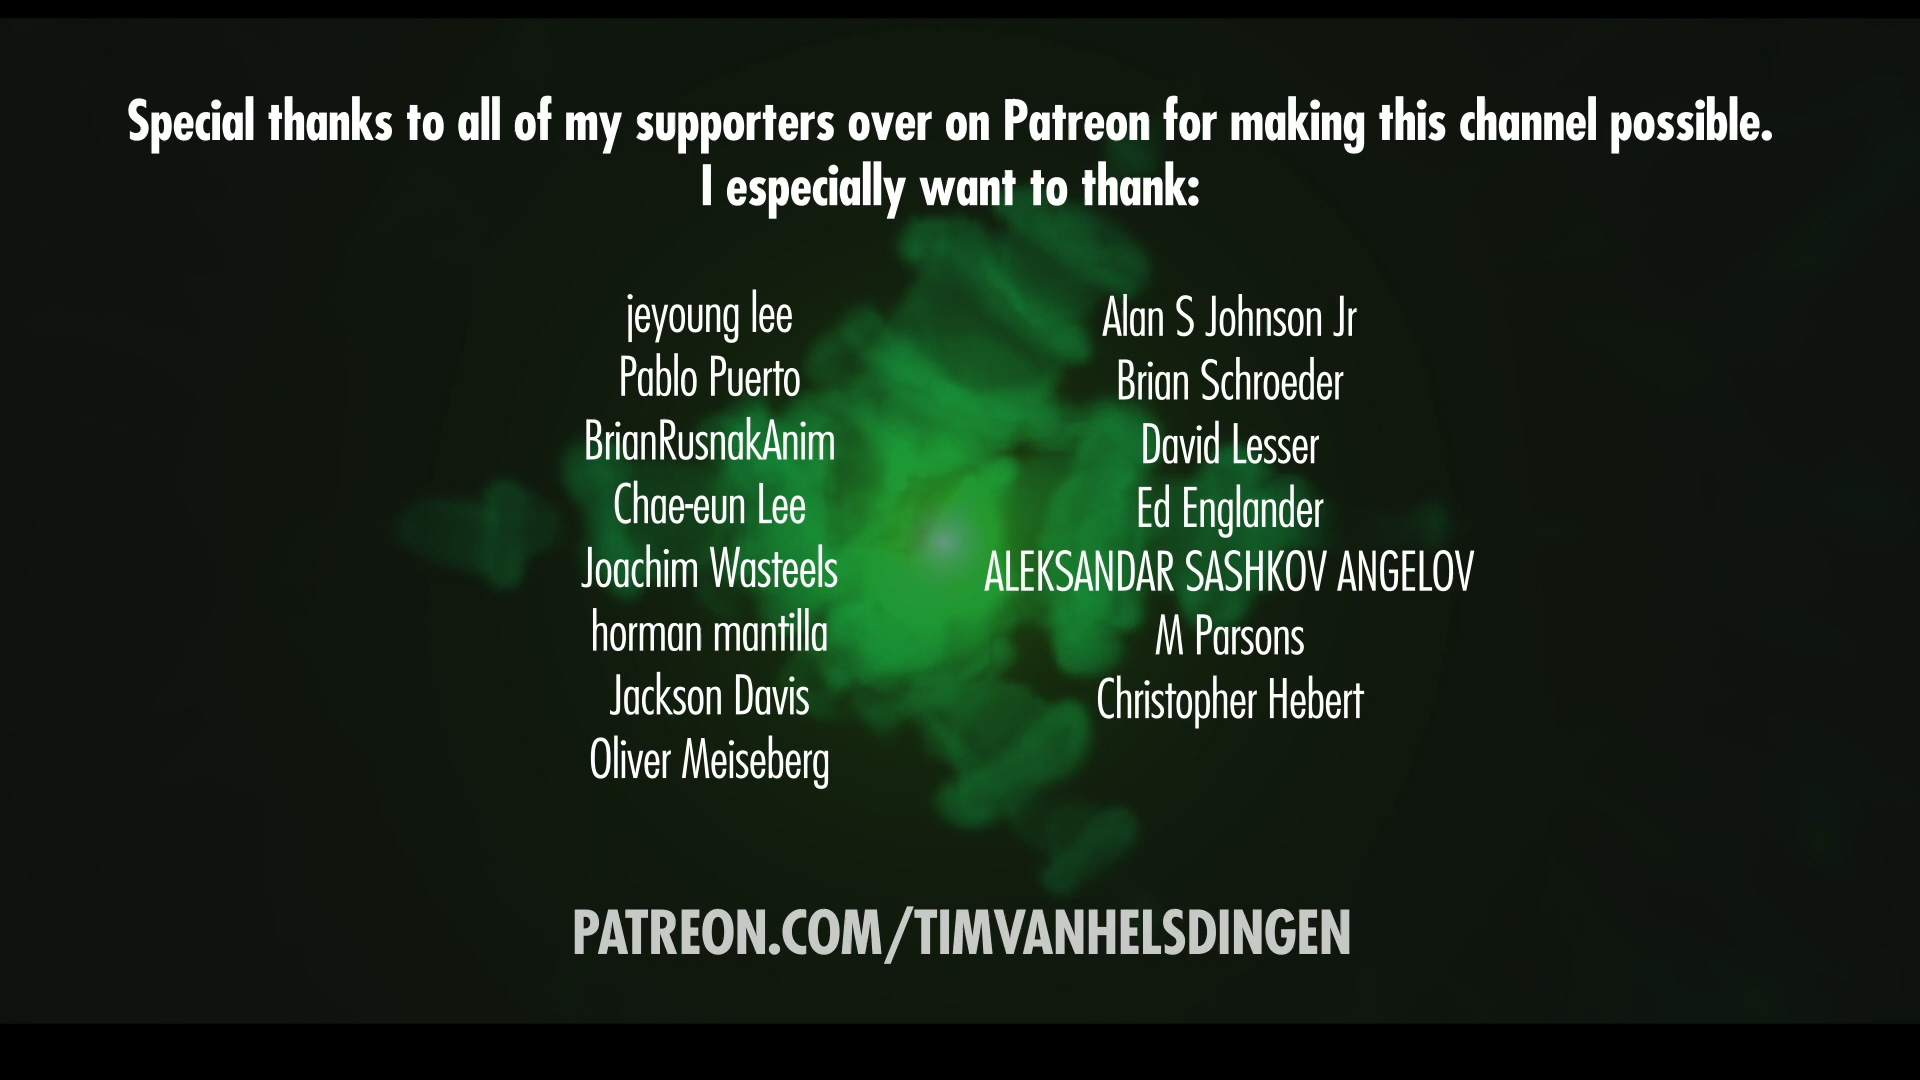 Special thanks to all of my supporters over on Patreon for making this channel possible.
I especially want to thank:
jeyoung lee
Pablo Puerto
BrianRusnakAnim
Chae-eun Lee
Joachim Wasteels
horman mantilla
Jackson Davis
Oliver Meiseberg
Alan S Johnson Jr
Brian Schroeder
David Lesser
Ed Englander
ALEKSANDAR SASHKOV ANGELOV
M Parsons
Christopher Hebert
PATREON.COM/TIMVANHELSDINGEN